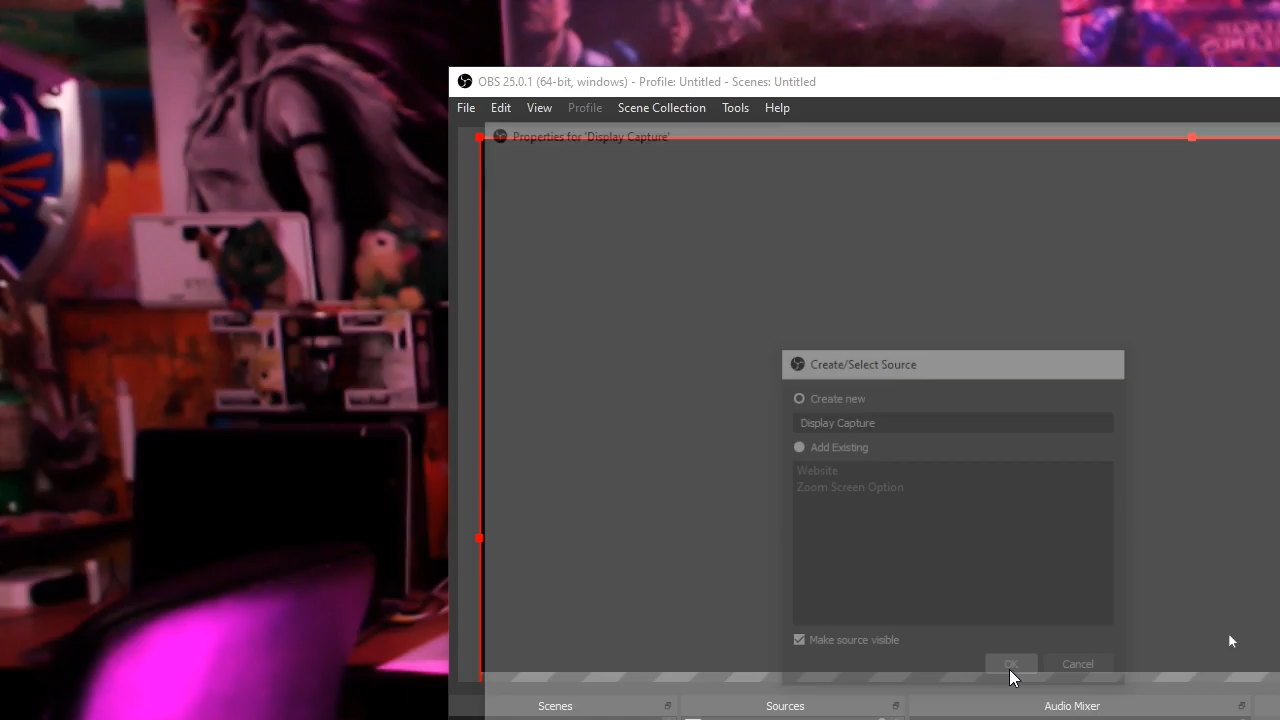 OBS 25.0.1 (64-bit, windows) - Profile: Untitled - Scenes: Untitled
File Edit View Profile Scene Collection Tools Help
Properties for 'Display Capture'
Create/Select Source
Create new
Display Capture
Add Existing
Website
Zoom Screen Option
Make source visible
OK Cancel
Scenes Sources Audio Mixer